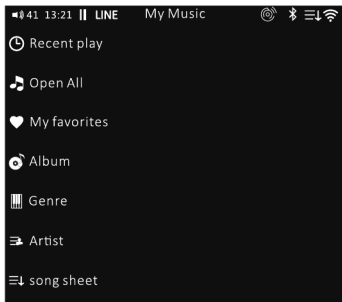 41 13:21 LINE My Music
Recent play
Open All
My favorites
Album
Genre
Artist
song sheet